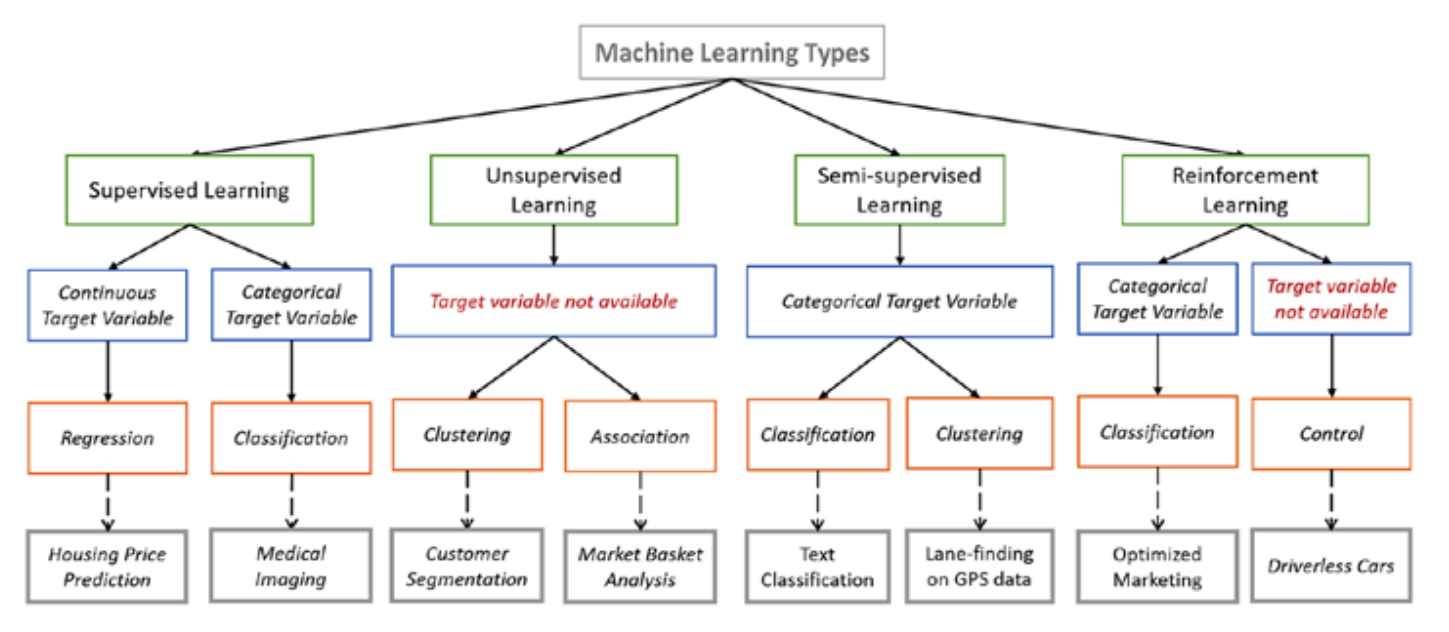 Machine Learning Types
Supervised Learning
Unsupervised
Learning
Semi-supervised
Learning
Reinforcement
Learning
Continuous
Target Variable
Categorical
Target Variable
Target variable not available
Categorical Target Variable
Categorical
Target Variable
Target variable
not available
Regression
Classification
Clustering
Association
Classification
Clustering
Classification
Control
Housing Price
Prediction
Medical
Imaging
Customer
Segmentation
Market Basket
Analysis
Text
Classification
Lane-finding
on GPS data
Optimized
Marketing
Driverless Cars